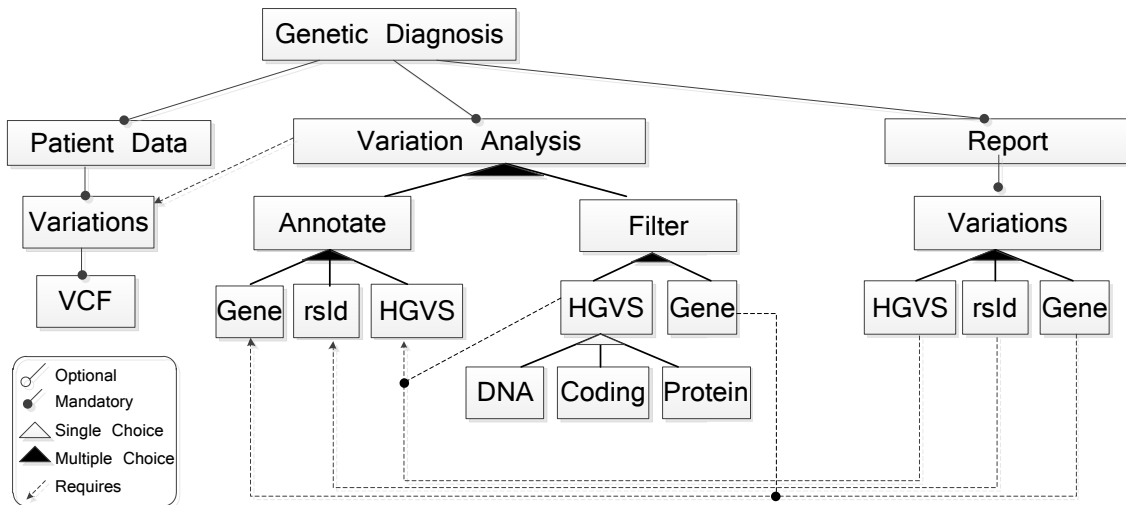 Genetic Diagnosis
Patient Data
Variation Analysis
Report
Variations
Annotate
Filter
Variations
VCF
Gene
rsId
HGVS
HGVS
Gene
HGVS
rsId
Gene
DNA
Coding
Protein
Optional
Mandatory
Single Choice
Multiple Choice
Requires